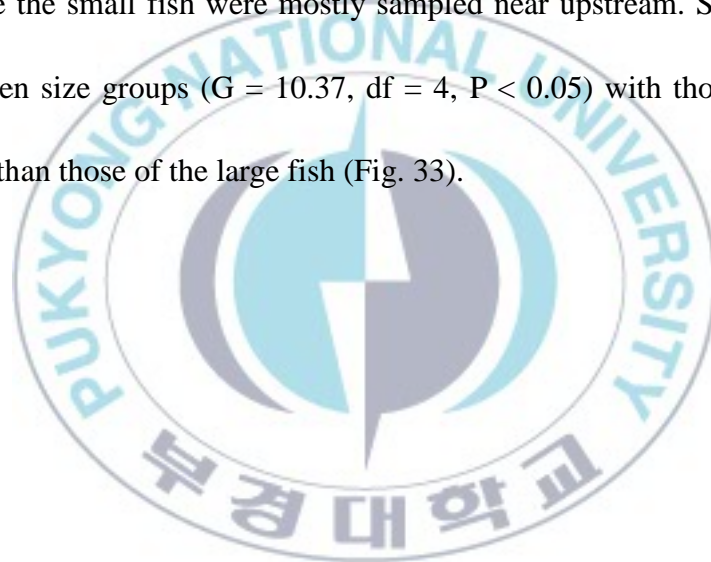 e the small fish were mostly sampled near upstream. S
en size groups (G = 10.37, df = 4, P < 0.05) with tho
than those of the large fish (Fig. 33).
PUKYONG NATIONAL UNIVERSITY
부경대학교